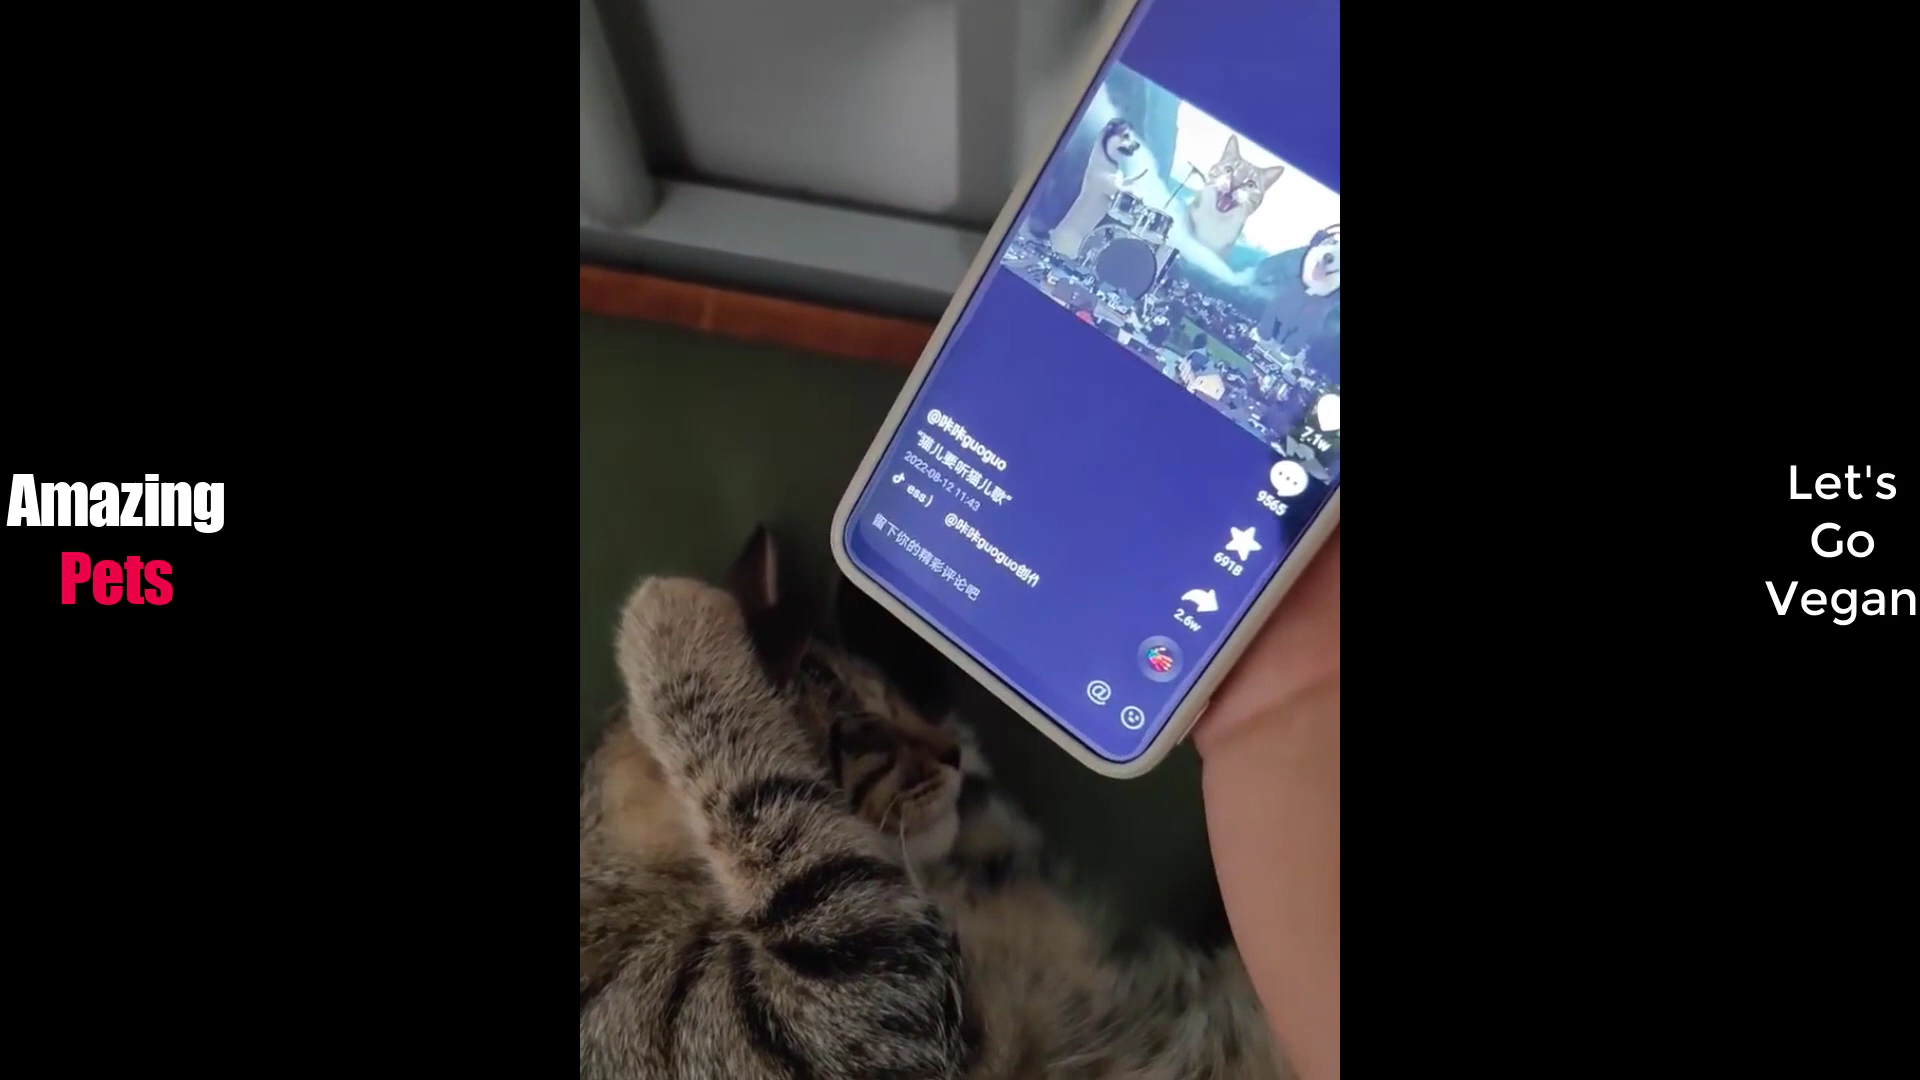 Amazing
Pets
@咔咔guoguo
"猫儿要听猫儿歌"
2022-08-12 11:43
ess） @咔咔guoguo创作
留下你的精彩评论吧
7.1w
9565
6918
2.6w
@
Let's
Go
Vegan